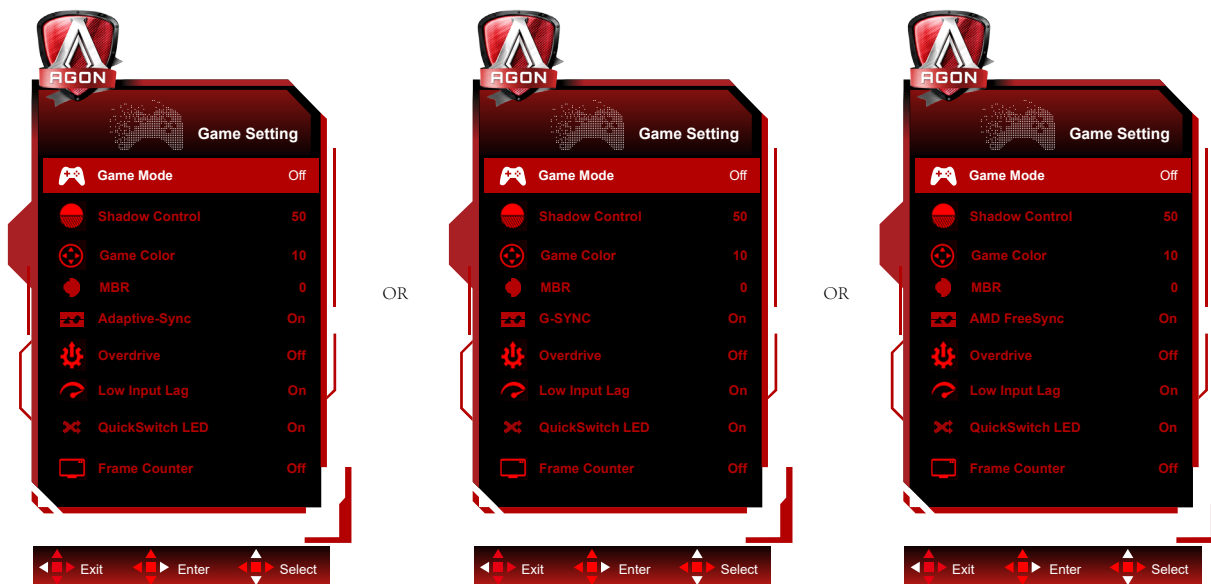 AGON
Game Setting
Game Mode Off
Shadow Control 50
Game Color 10
MBR 0
Adaptive-Sync On
Overdrive Off
Low Input Lag On
QuickSwitch LED On
Frame Counter Off
Exit Enter Select
OR
AGON
Game Setting
Game Mode Off
Shadow Control 50
Game Color 10
MBR 0
G-SYNC On
Overdrive Off
Low Input Lag On
QuickSwitch LED On
Frame Counter Off
Exit Enter Select
OR
AGON
Game Setting
Game Mode Off
Shadow Control 50
Game Color 10
MBR 0
AMD FreeSync On
Overdrive Off
Low Input Lag On
QuickSwitch LED On
Frame Counter Off
Exit Enter Select